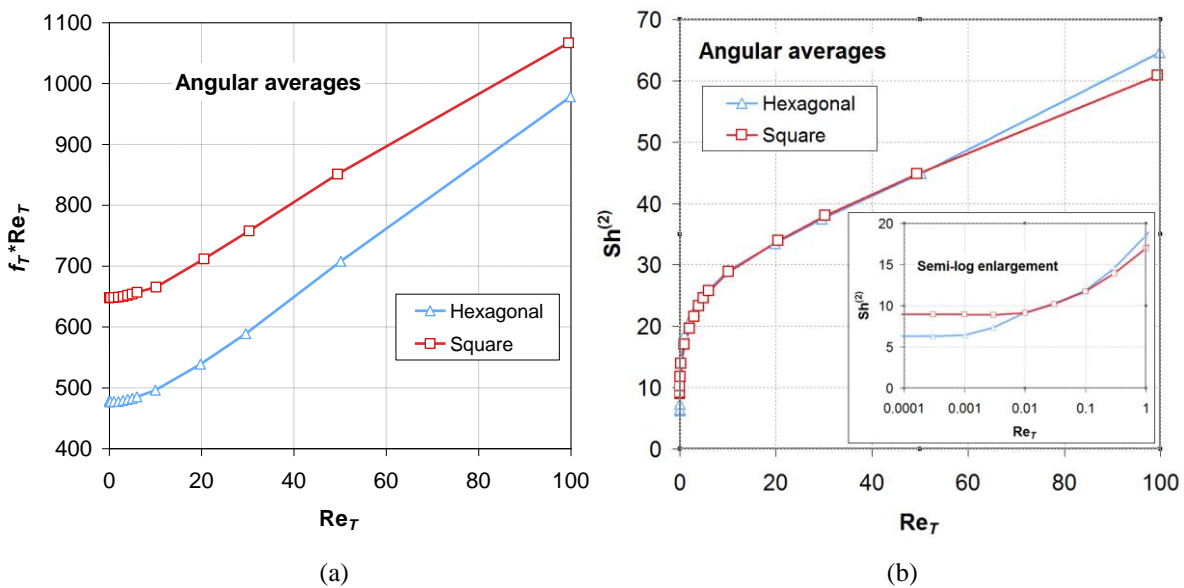 1100
1000
900
800
700
600
500
400
f_T*Re_T
Angular averages
Hexagonal
Square
0 20 40 60 80 100
Re_T
(a)
70
60
50
40
30
20
10
0
Sh^(2)
Angular averages
Hexagonal
Square
20
15
10
5
0
Sh^(2)
Semi-log enlargement
0.0001 0.001 0.01 0.1 1
Re_T
0 20 40 60 80 100
Re_T
(b)